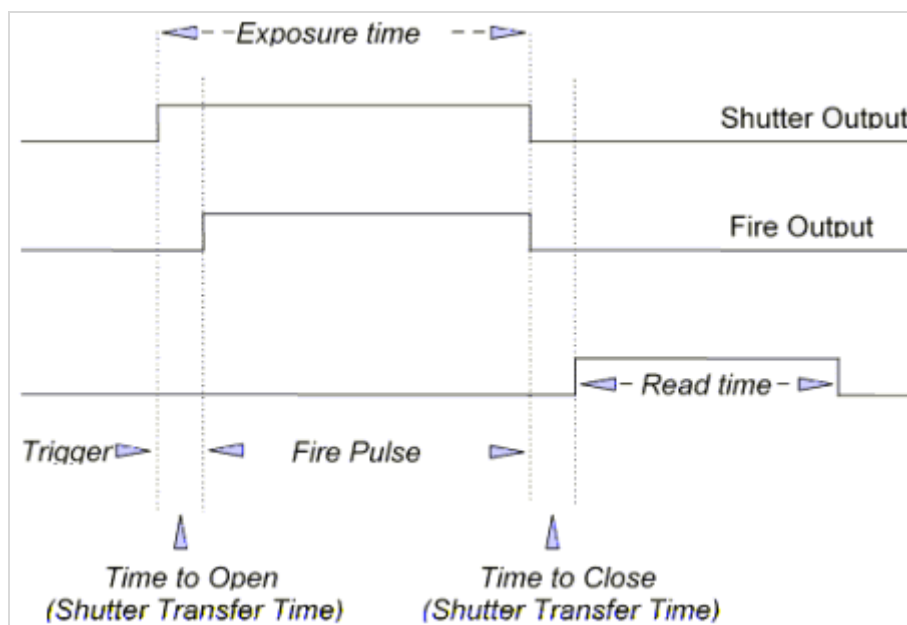 Exposure time
Shutter Output
Fire Output
Read time
Trigger
Fire Pulse
Time to Open
(Shutter Transfer Time)
Time to Close
(Shutter Transfer Time)